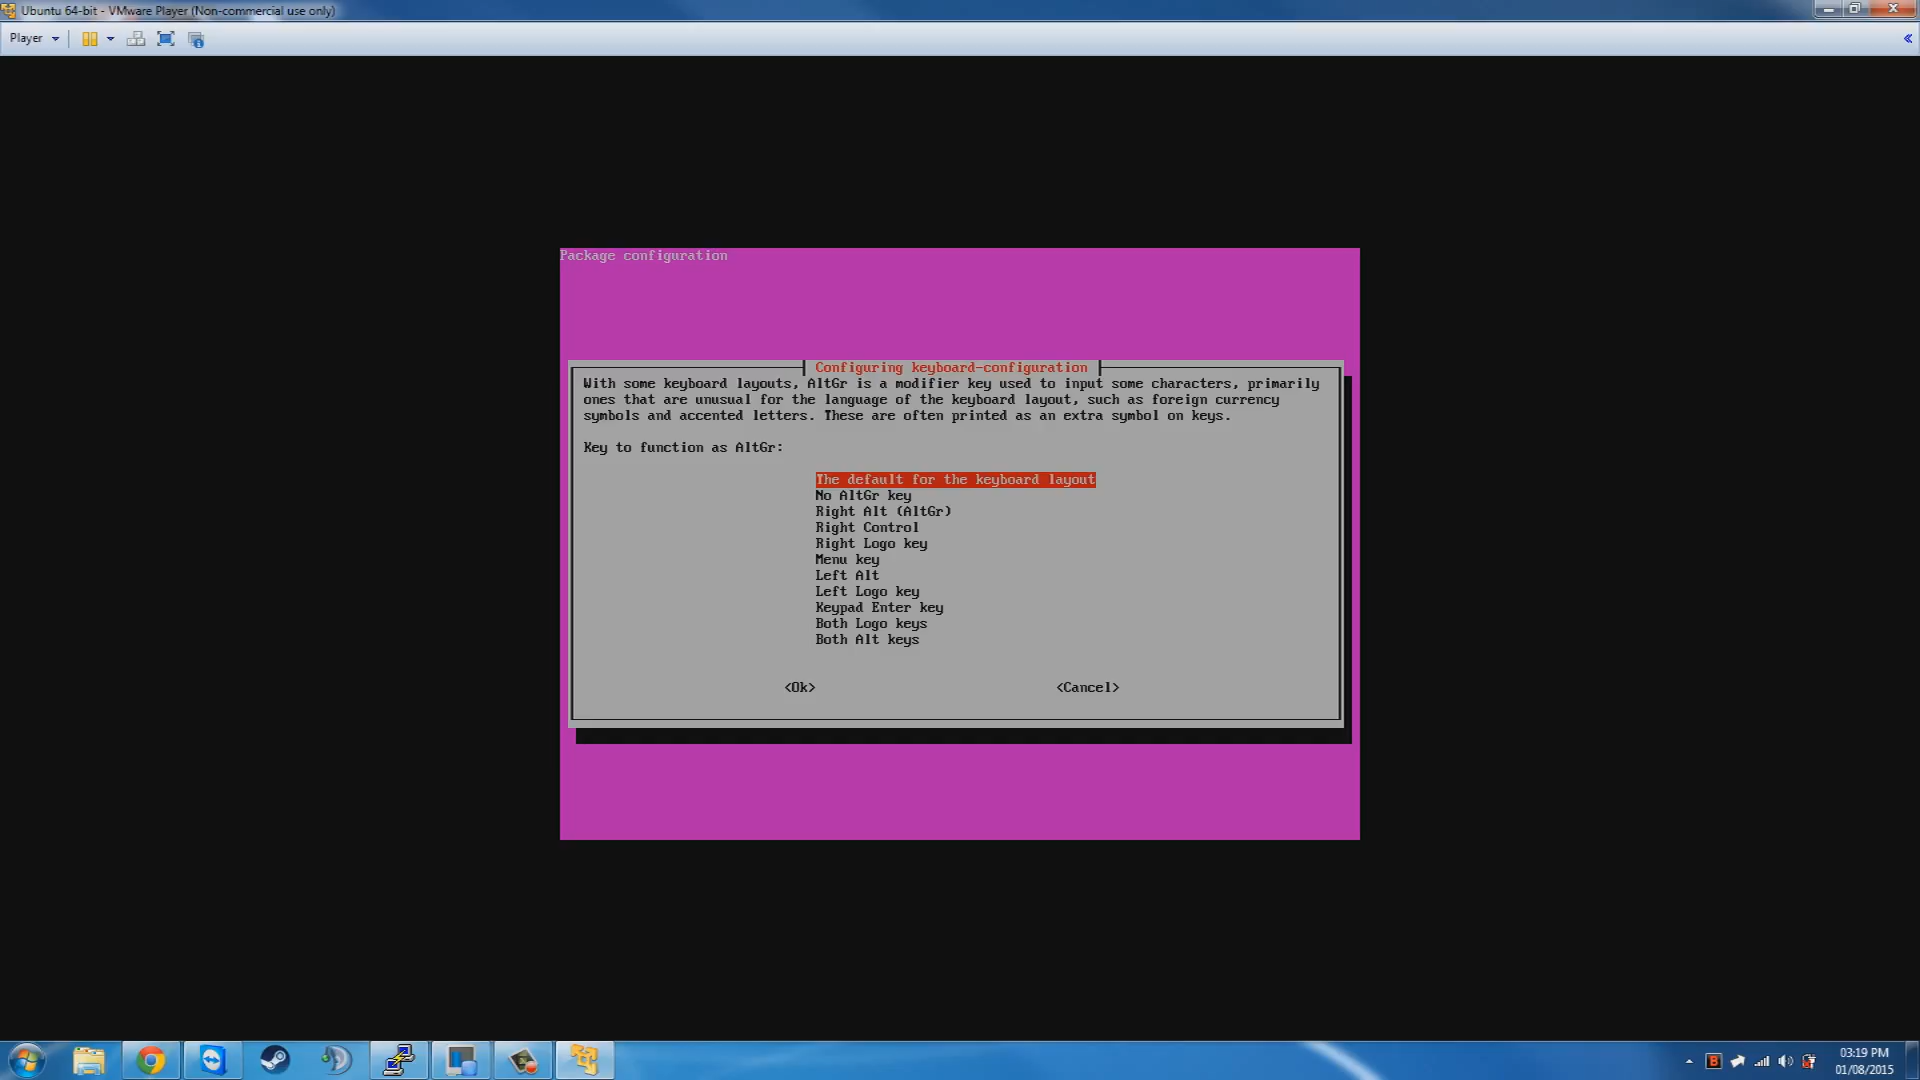 Ubuntu 64-bit - VMware Player (Non-commercial use only)
Player
Package configuration
Configuring keyboard-configuration
With some keyboard layouts, AltGr is a modifier key used to input some characters, primarily
ones that are unusual for the language of the keyboard layout, such as foreign currency
symbols and accented letters. These are often printed as an extra symbol on keys.
Key to function as AltGr:
The default for the keyboard layout
No AltGr key
Right Alt (AltGr)
Right Control
Right Logo key
Menu key
Left Alt
Left Logo key
Keypad Enter key
Both Logo keys
Both Alt keys
<Ok> <Cancel>
B
03:19 PM
01/08/2015